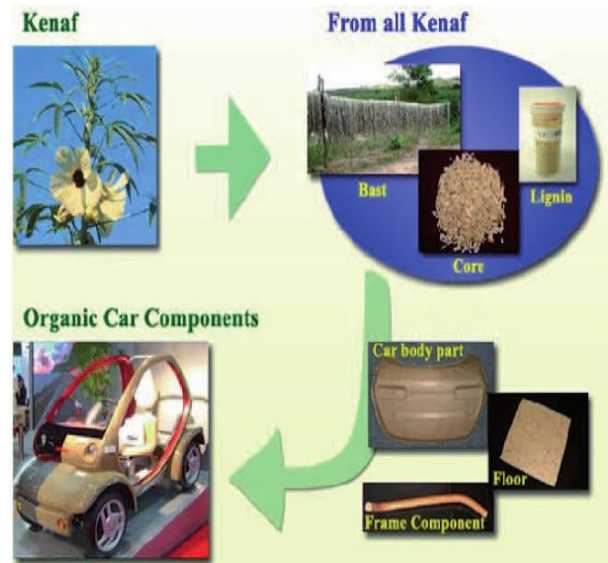 Kenaf
From all Kenaf
Bast
Lignin
Core
Organic Car Components
Car body part
Floor
Frame Component